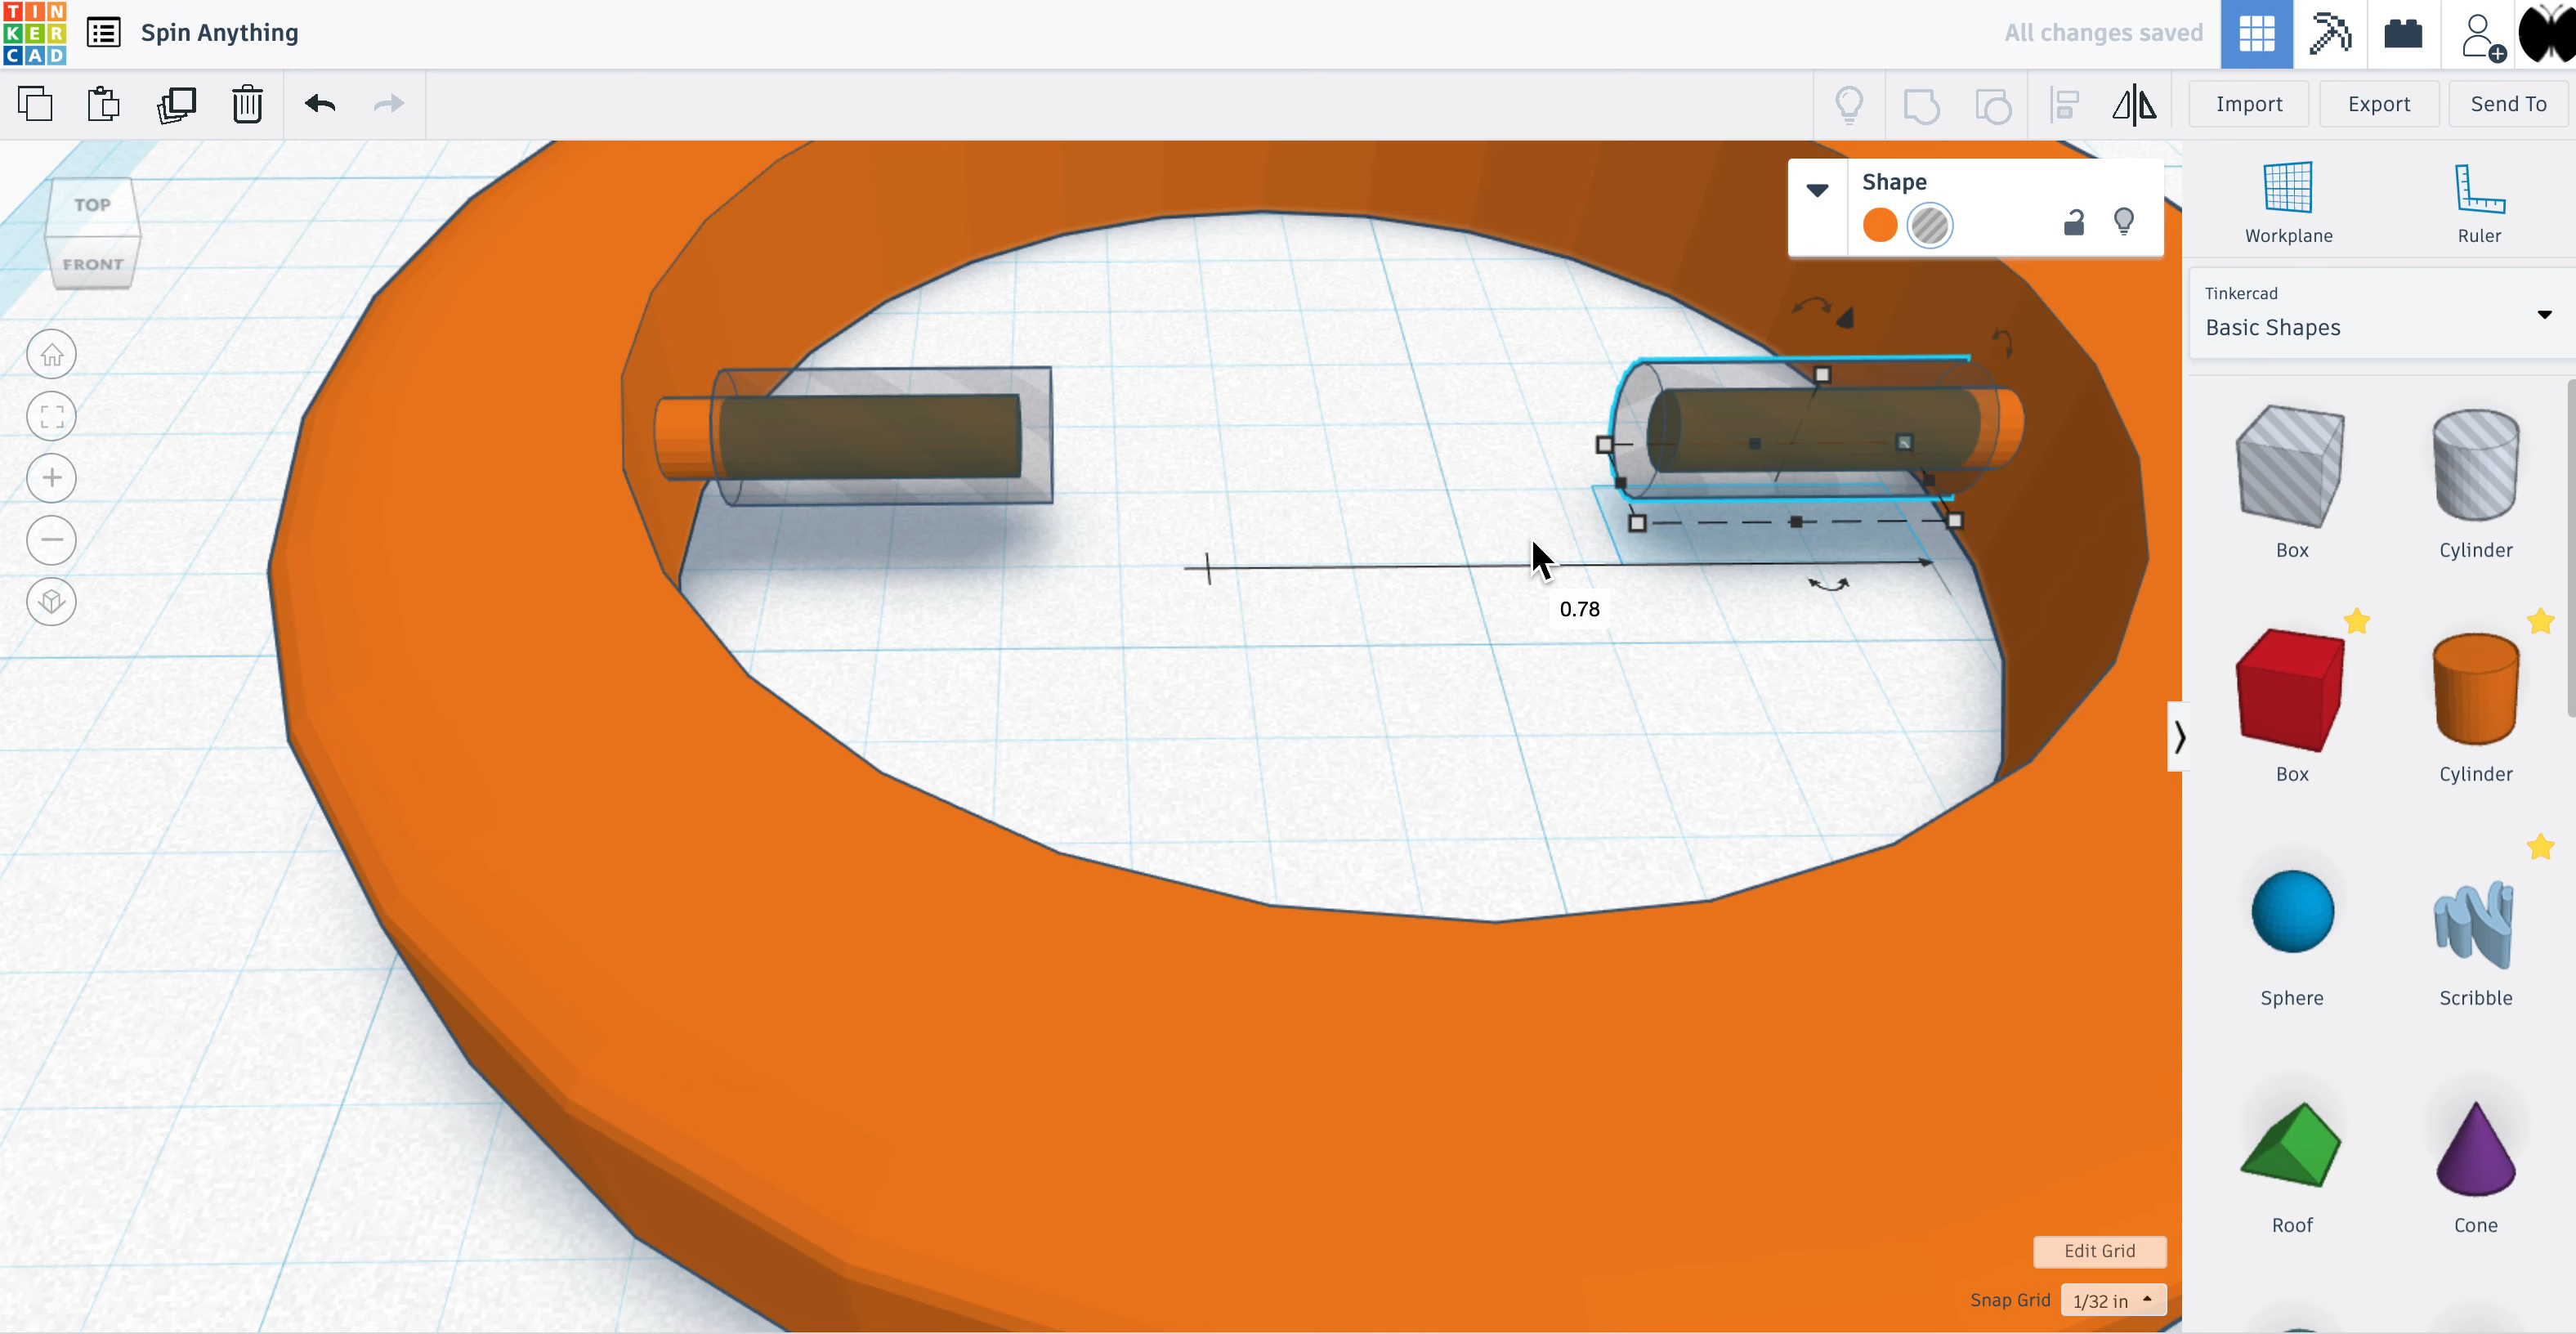 TIN
KER
CAD
Spin Anything
All changes saved
Import
Export
Send To
TOP
FRONT
Shape
Workplane
Ruler
Tinkercad
Basic Shapes
Box
Cylinder
Box
Cylinder
0.78
Sphere
Scribble
Roof
Cone
Edit Grid
Snap Grid
1/32 in